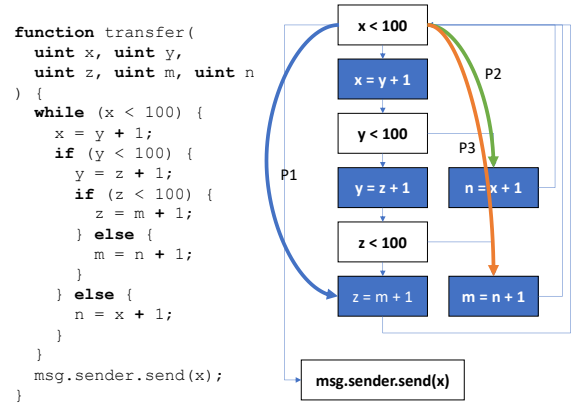 function transfer(
uint x, uint y,
uint z, uint m, uint n
) {
while (x < 100) {
x = y + 1;
if (y < 100) {
y = z + 1;
if (z < 100) {
z = m + 1;
} else {
m = n + 1;
}
} else {
n = x + 1;
}
}
msg.sender.send(x);
}
x < 100
x = y + 1
P2
y < 100
P3
P1
y = z + 1
n = x + 1
z < 100
z = m + 1
m = n + 1
msg.sender.send(x)